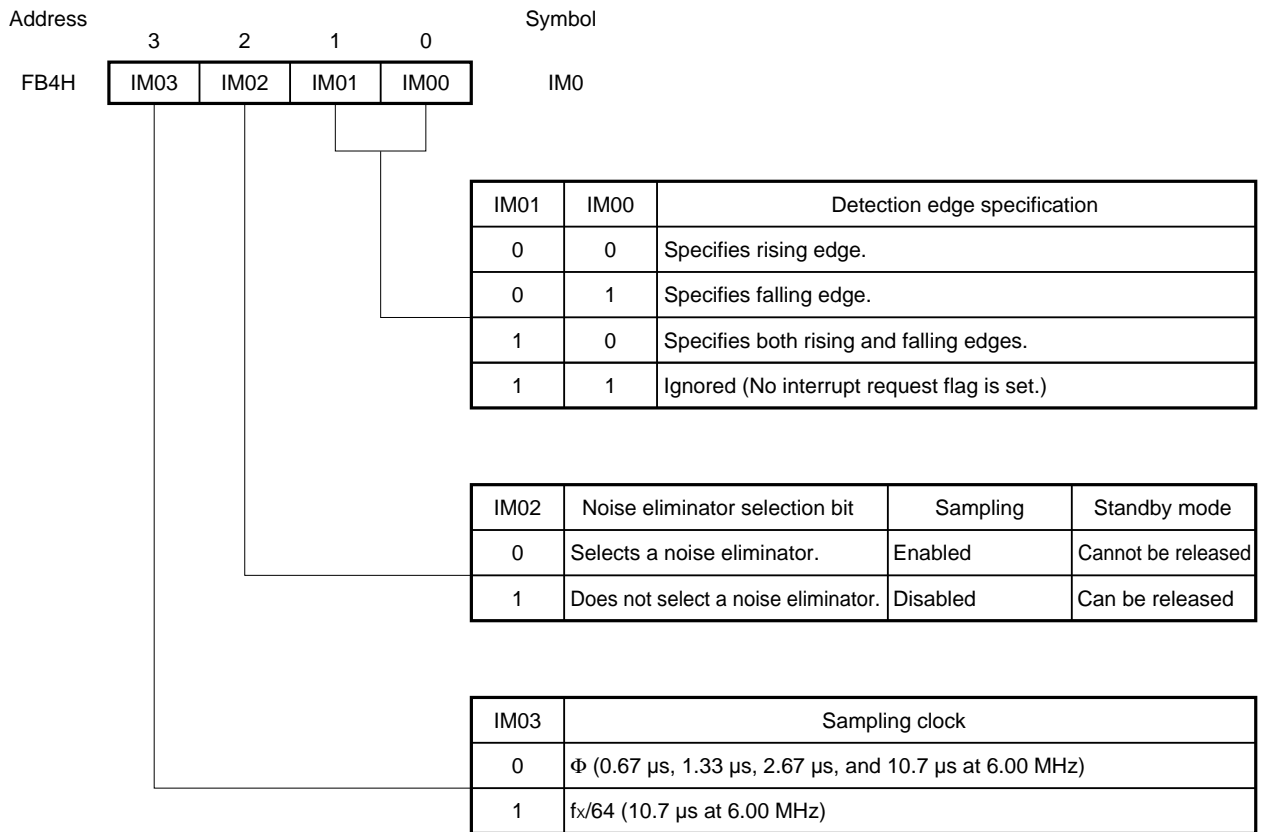 Address Symbol
3 2 1 0
FB4H IM03 IM02 IM01 IM00 IM0
IM01 IM00 Detection edge specification
0 0 Specifies rising edge.
0 1 Specifies falling edge.
1 0 Specifies both rising and falling edges.
1 1 Ignored (No interrupt request flag is set.)
IM02 Noise eliminator selection bit Sampling Standby mode
0 Selects a noise eliminator. Enabled Cannot be released
1 Does not select a noise eliminator. Disabled Can be released
IM03 Sampling clock
0 Φ (0.67 µs, 1.33 µs, 2.67 µs, and 10.7 µs at 6.00 MHz)
1 fX/64 (10.7 µs at 6.00 MHz)